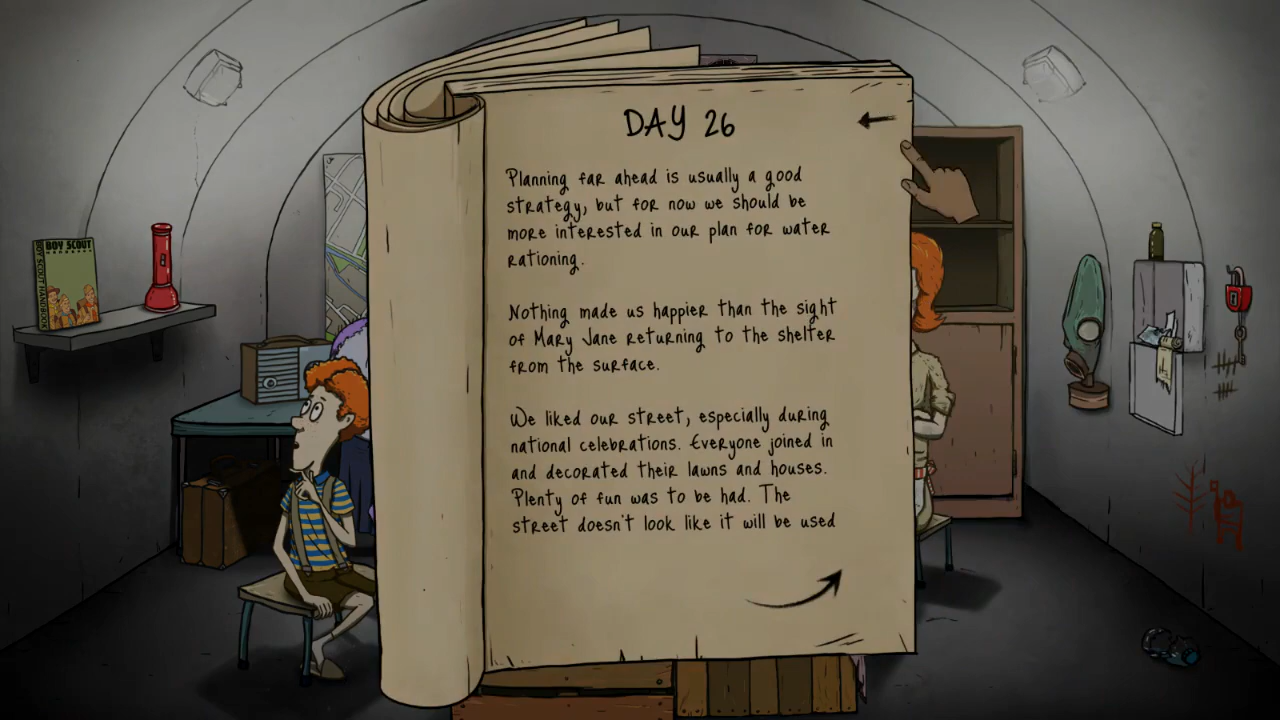 DAY 26
Planning far ahead is usually a good
strategy, but for now we should be
more interested in our plan for water
rationing.
Nothing made us happier than the sight
of Mary Jane returning to the shelter
from the surface.
We liked our street, especially during
national celebrations. Everyone joined in
and decorated their lawns and houses.
Plenty of fun was to be had. The
street doesn't look like it will be used
BOY SCOUT
BOY SCOUT HANDBOOK